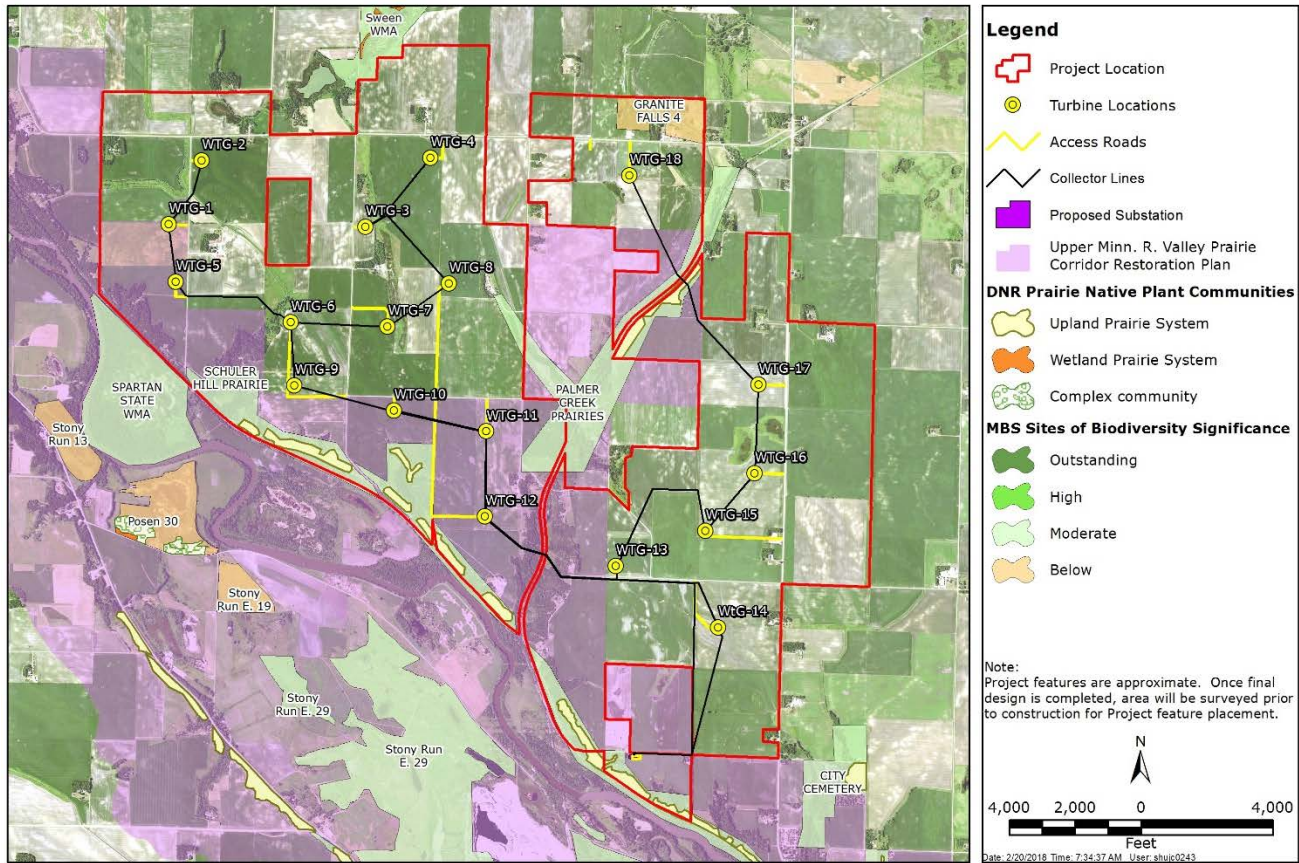 Sween
WMA
GRANITE
FALLS 4
WTG-2
WTG-4
WTG-18
WTG-1
WTG-3
WTG-5
WTG-8
WTG-6
WTG-7
WTG-17
SPARTAN
STATE
WMA
SCHULER
HILL PRAIRIE
WTG-9
PALMER
CREEK
PRAIRIES
WTG-10
WTG-11
Stony
Run 13
WTG-16
Posen 30
WTG-12
WTG-15
WTG-13
Stony
Run E. 19
WtG-14
Stony
Run E. 29
Stony Run
E. 29
CITY
CEMETERY
Legend
Project Location
Turbine Locations
Access Roads
Collector Lines
Proposed Substation
Upper Minn. R. Valley Prairie
Corridor Restoration Plan
DNR Prairie Native Plant Communities
Upland Prairie System
Wetland Prairie System
Complex community
MBS Sites of Biodiversity Significance
Outstanding
High
Moderate
Below
Note:
Project features are approximate. Once final
design is completed, area will be surveyed prior
to construction for Project feature placement.
N
4,000 2,000 0 4,000
Feet
Date: 2/20/2018 Time: 7:34:37 AM User: shujc0243